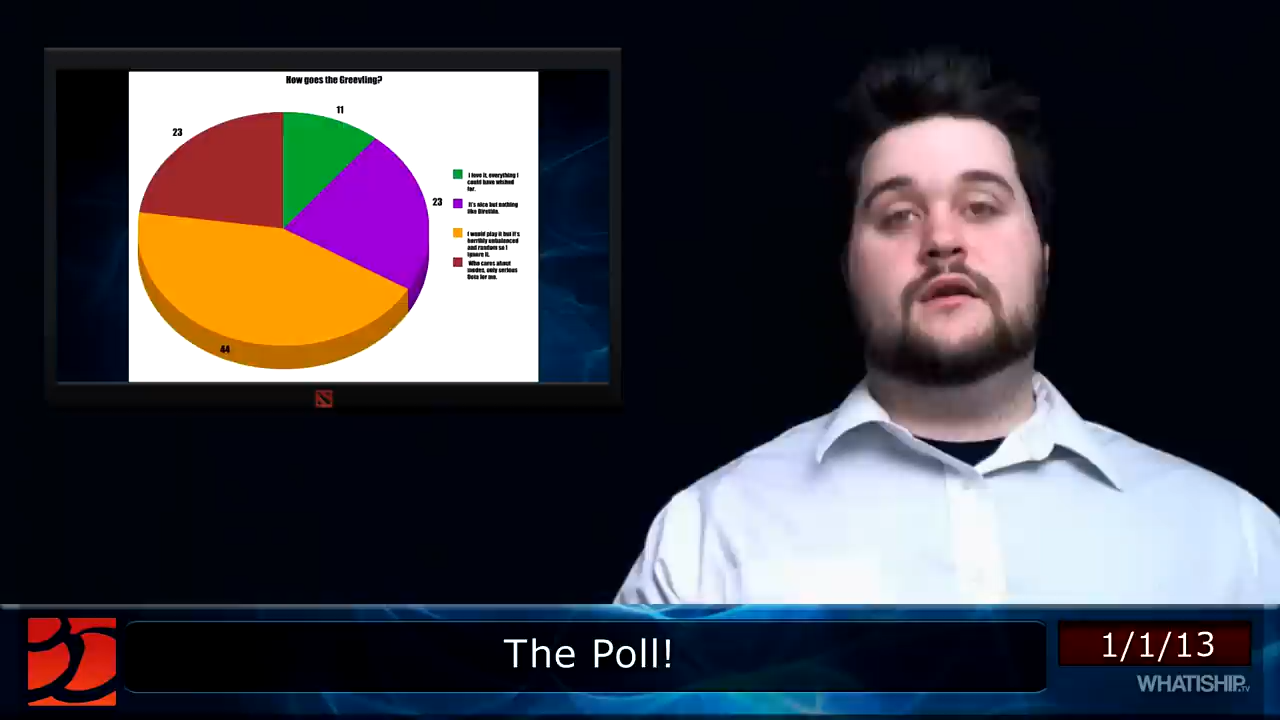 How goes the Greevling?
11
23
I love it, everything I
could have wished
for.
23
It's nice but nothing
like Diretide.
I would play it but it's
horribly unbalanced
and random so I
ignore it.
Who cares about
modes, only serious
Dota for me.
44
The Poll!
1/1/13
WHATISHIP.TV